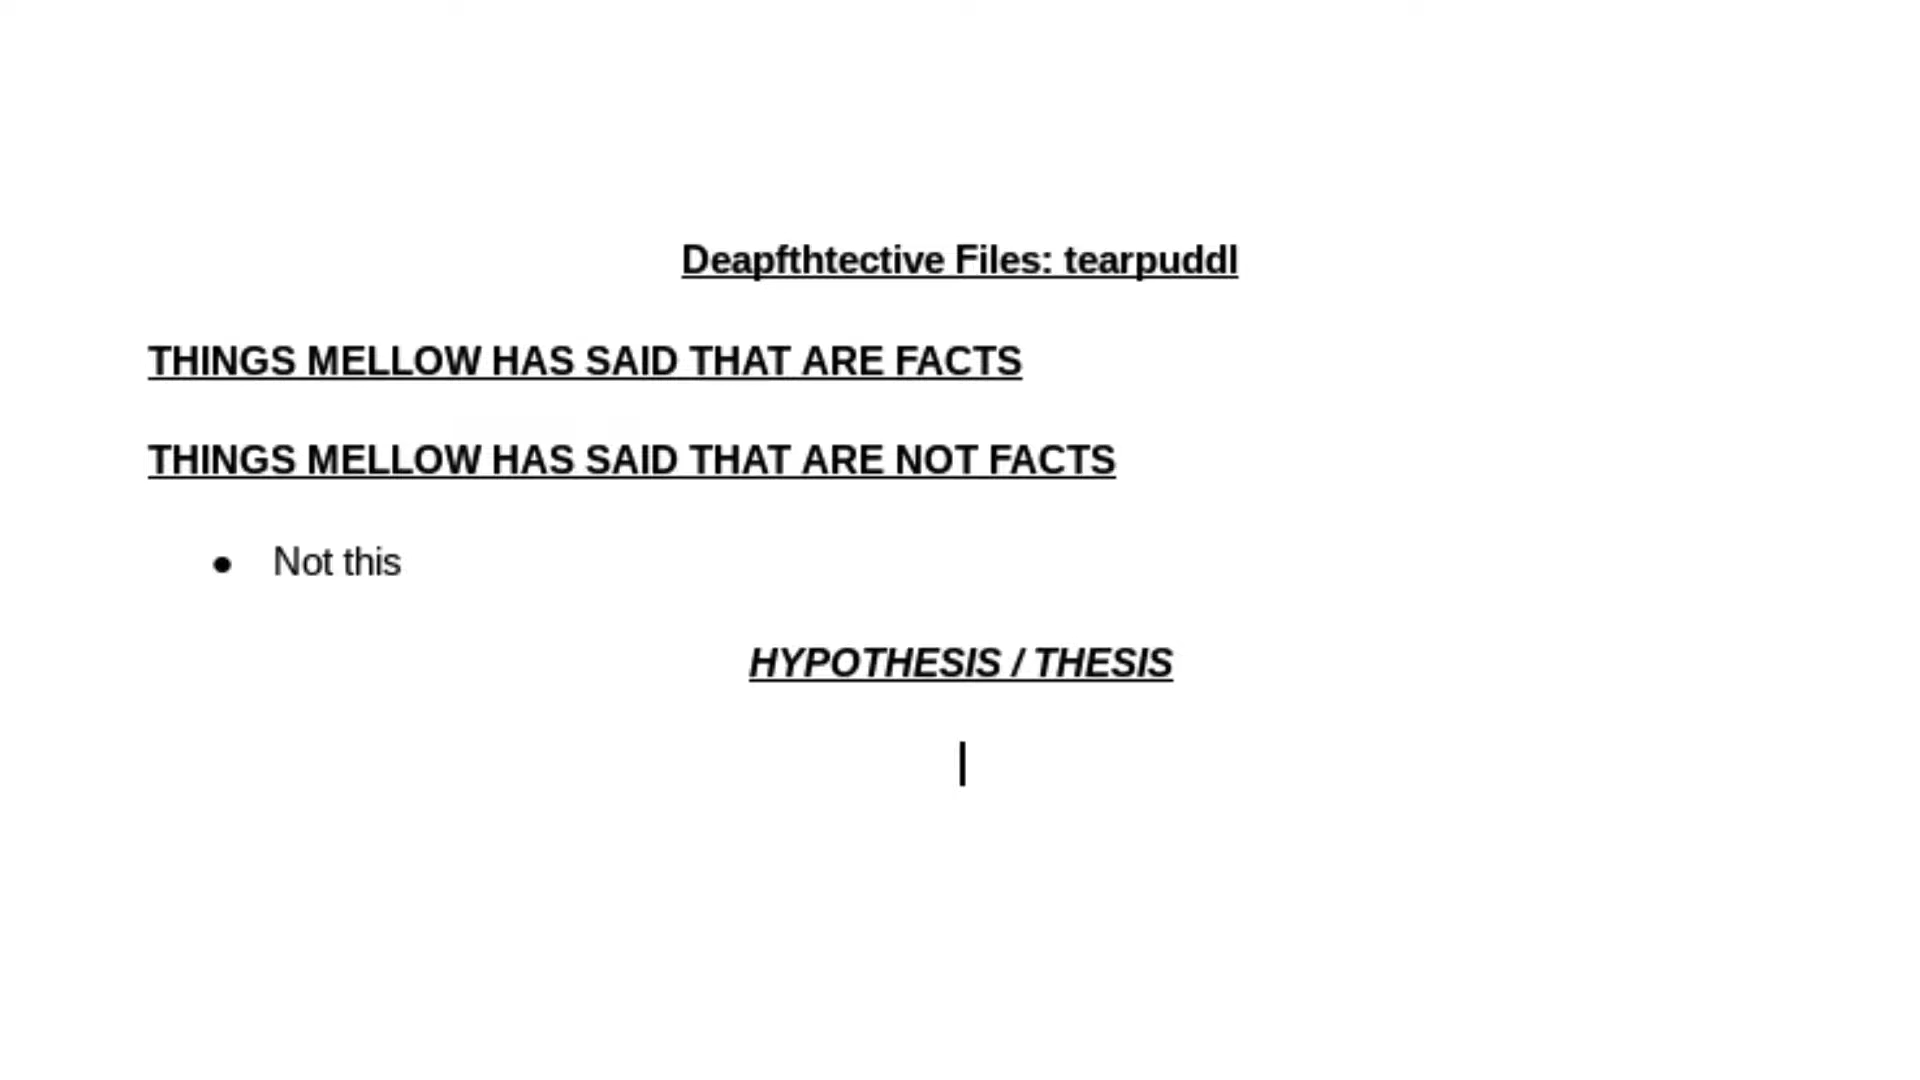 Deapfthtective Files: tearpuddl
THINGS MELLOW HAS SAID THAT ARE FACTS
THINGS MELLOW HAS SAID THAT ARE NOT FACTS
● Not this
HYPOTHESIS / THESIS